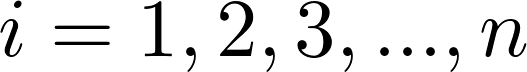 i = 1, 2, 3, ..., n